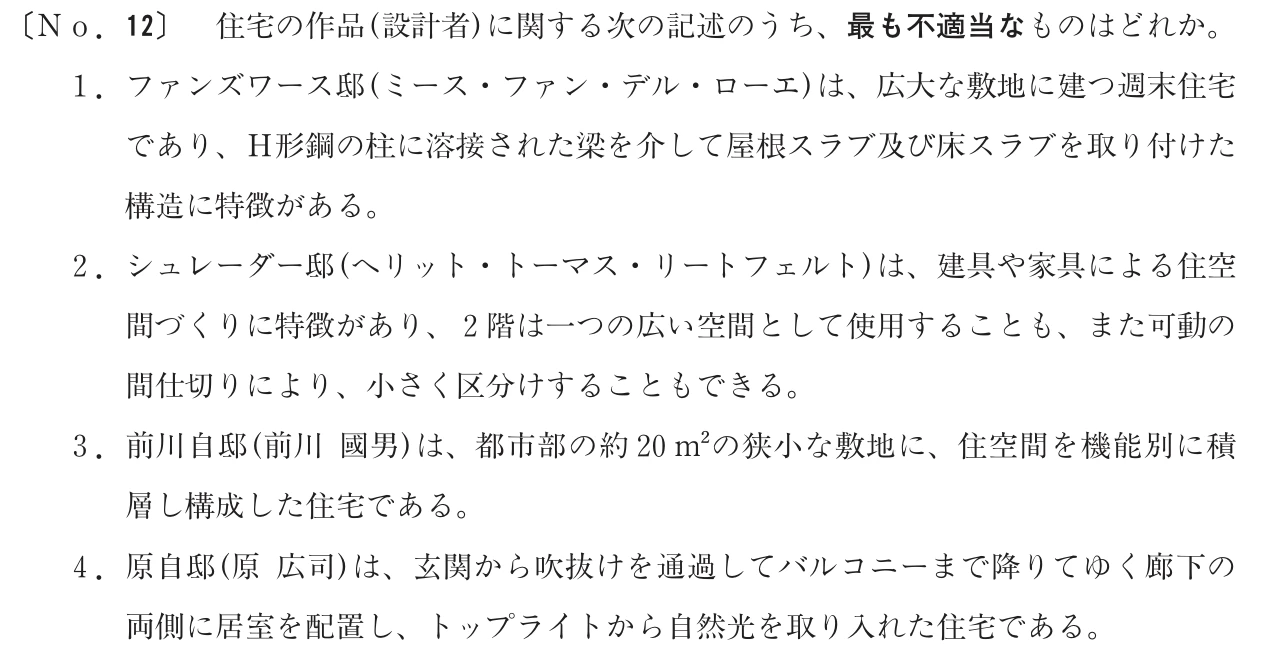 〔Ｎｏ．12〕　住宅の作品(設計者)に関する次の記述のうち、最も不適当なものはどれか。
１．ファンズワース邸(ミース・ファン・デル・ローエ)は、広大な敷地に建つ週末住宅
であり、Ｈ形鋼の柱に溶接された梁を介して屋根スラブ及び床スラブを取り付けた
構造に特徴がある。
２．シュレーダー邸(ヘリット・トーマス・リートフェルト)は、建具や家具による住空
間づくりに特徴があり、２階は一つの広い空間として使用することも、また可動の
間仕切りにより、小さく区分けすることもできる。
３．前川自邸(前川 國男)は、都市部の約 20 m²の狭小な敷地に、住空間を機能別に積
層し構成した住宅である。
４．原自邸(原 広司)は、玄関から吹抜けを通過してバルコニーまで降りてゆく廊下の
両側に居室を配置し、トップライトから自然光を取り入れた住宅である。